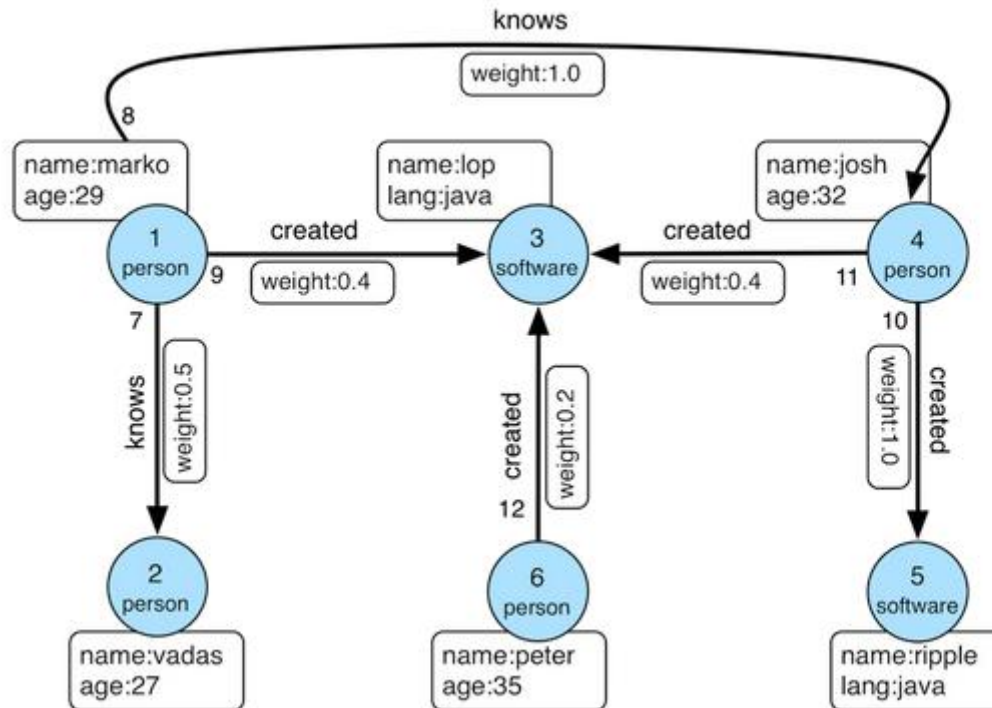 knows
weight:1.0
8
name:marko
age:29
name:lop
lang:java
name:josh
age:32
1
person
created
9
weight:0.4
3
software
created
weight:0.4
11
4
person
7
knows
weight:0.5
created
weight:0.2
12
10
weight:1.0
created
2
person
name:vadas
age:27
6
person
name:peter
age:35
5
software
name:ripple
lang:java